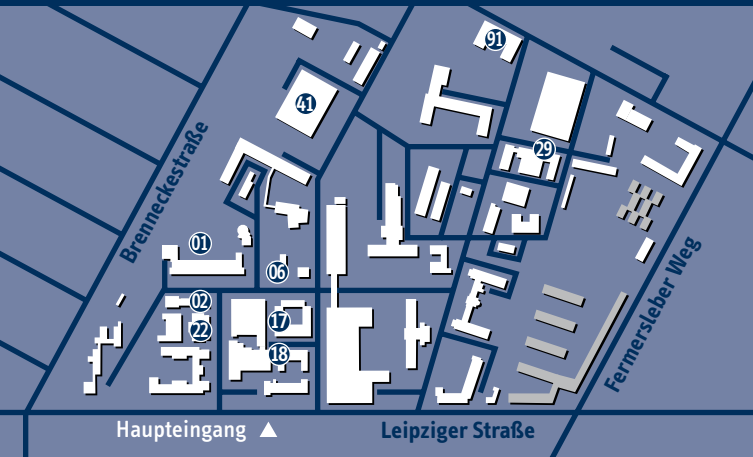 91
41
29
Brenneckestraße
01
06
02
17
22
18
Fermersleber Weg
Haupteingang
Leipziger Straße